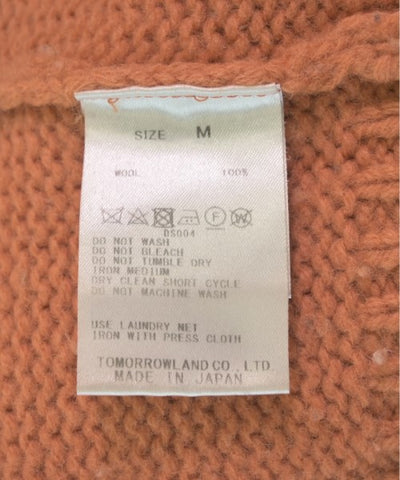 SIZE M
WOOL 100%
DS004
DO NOT WASH
DO NOT BLEACH
DO NOT TUMBLE DRY
IRON MEDIUM
DRY CLEAN SHORT CYCLE
DO NOT MACHINE WASH
USE LAUNDRY NET
IRON WITH PRESS CLOTH
TOMORROWLAND CO., LTD.
MADE IN JAPAN